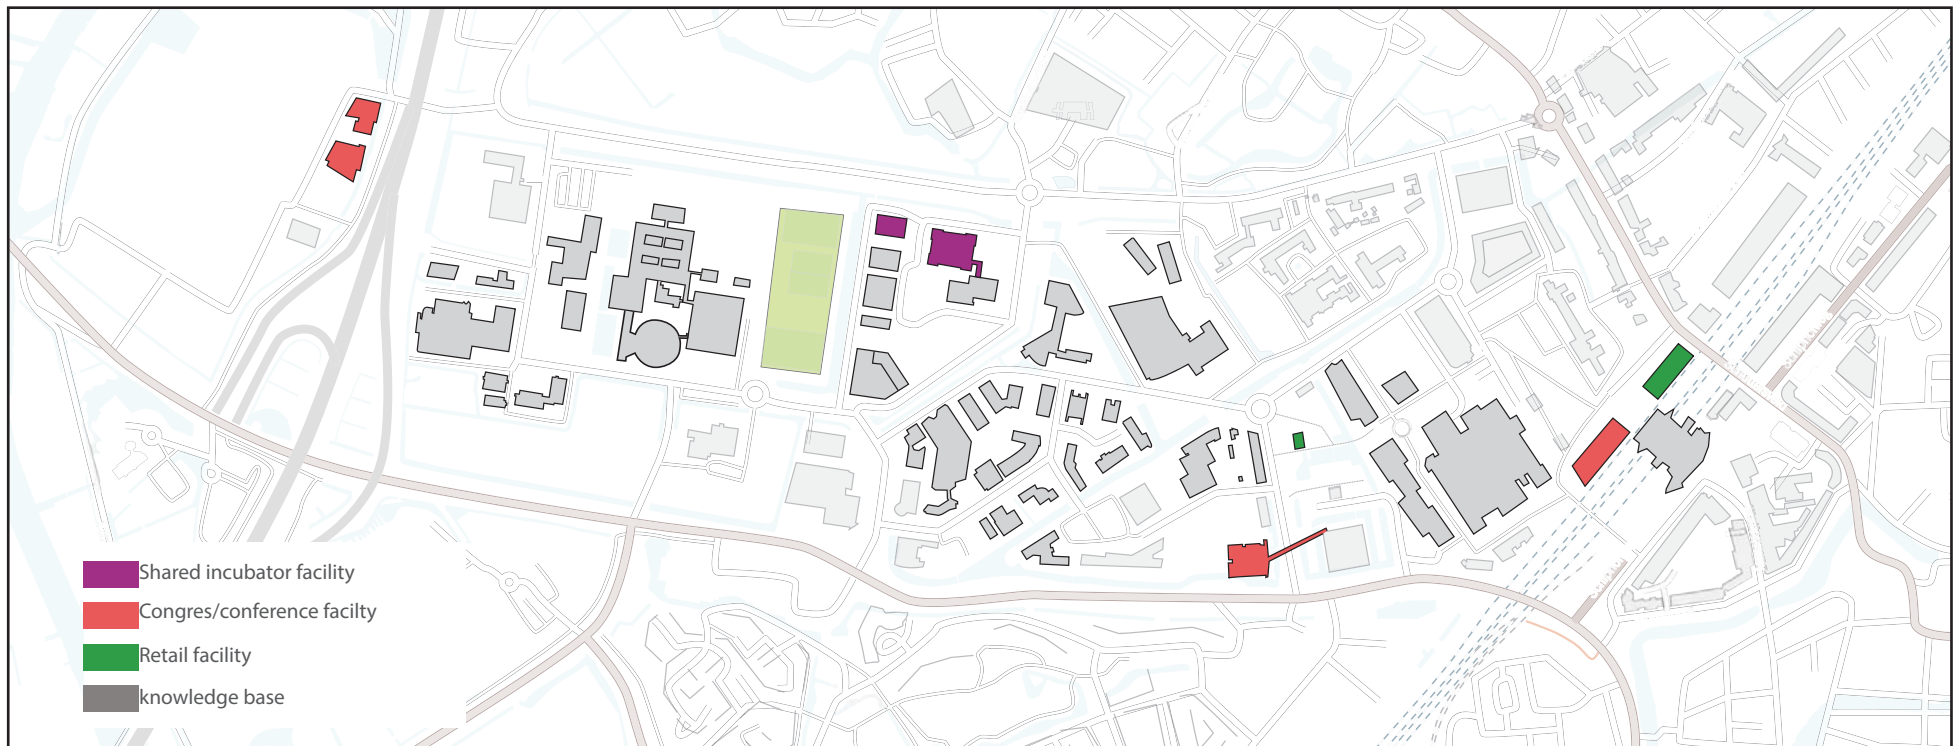 Shared incubator facility
Congres/conference facilty
Retail facility
knowledge base